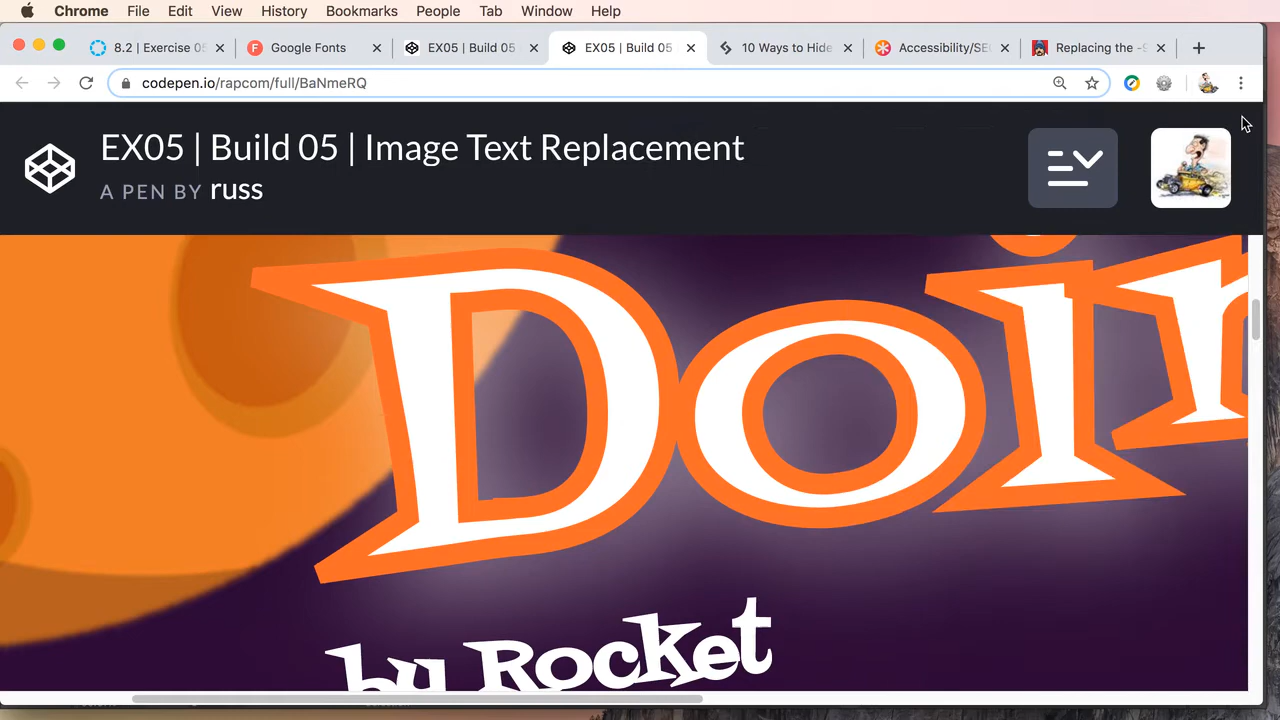 Chrome File Edit View History Bookmarks People Tab Window Help
8.2 | Exercise 05 Google Fonts EX05 | Build 05 EX05 | Build 05 10 Ways to Hide Accessibility/SE Replacing the -
codepen.io/rapcom/full/BaNmeRQ
EX05 | Build 05 | Image Text Replacement
A PEN BY russ
Doin
by Rocket